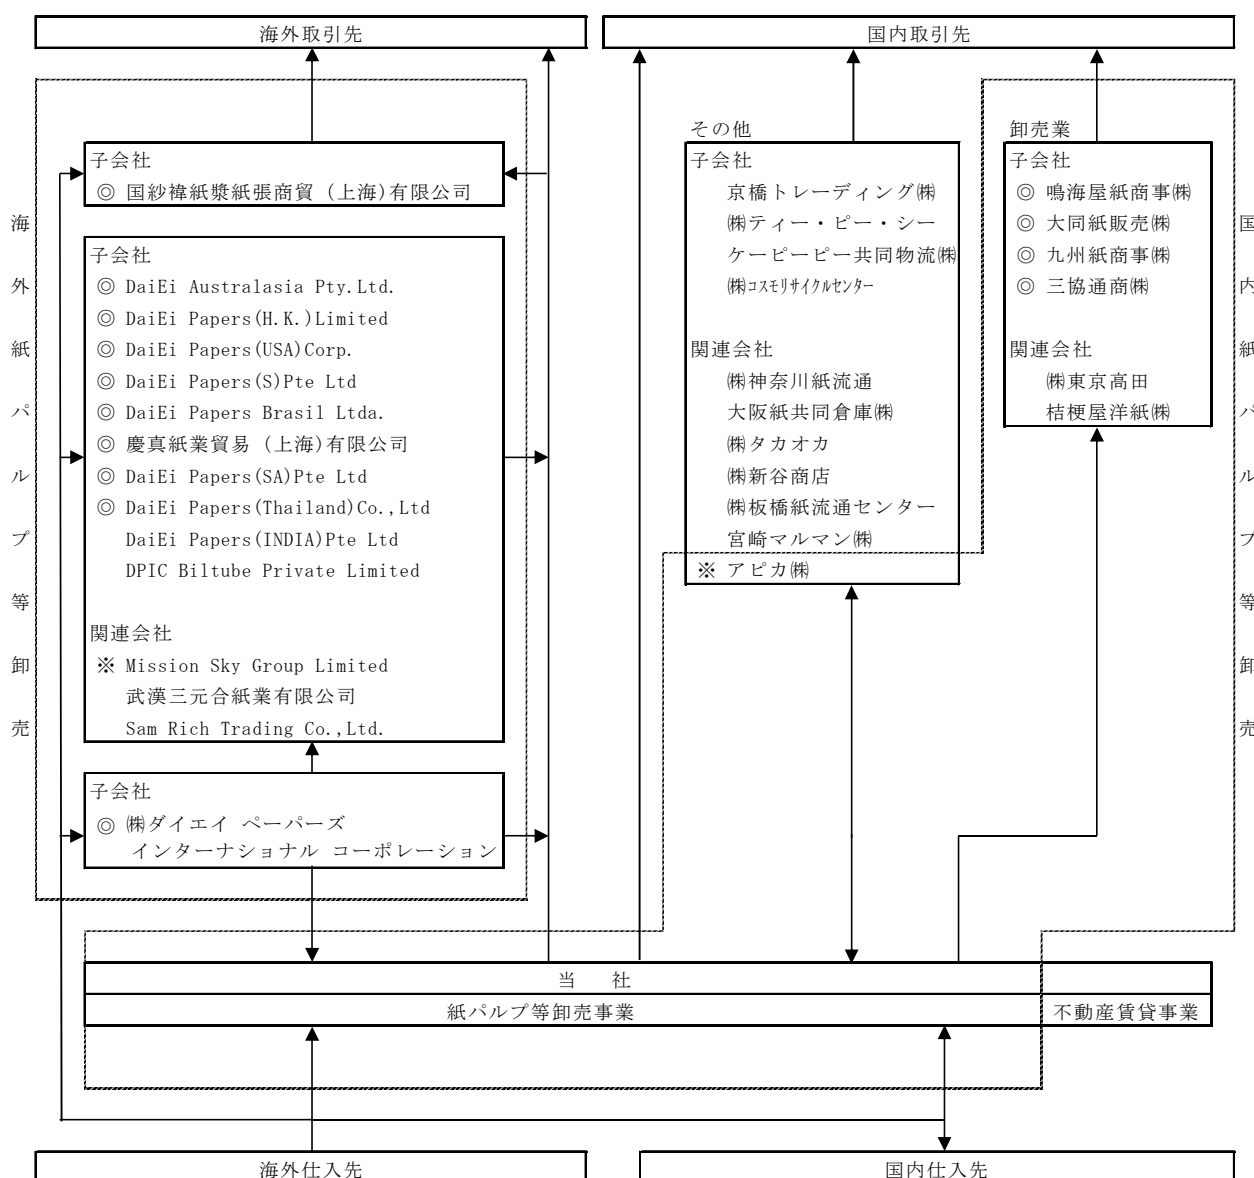 海外取引先
国内取引先
海外紙パルプ等卸売
子会社
◎ 国紗褘紙漿紙張商貿 (上海)有限公司
子会社
◎ DaiEi Australasia Pty.Ltd.
◎ DaiEi Papers(H.K.)Limited
◎ DaiEi Papers(USA)Corp.
◎ DaiEi Papers(S)Pte Ltd
◎ DaiEi Papers Brasil Ltda.
◎ 慶真紙業貿易 (上海)有限公司
◎ DaiEi Papers(SA)Pte Ltd
◎ DaiEi Papers(Thailand)Co.,Ltd
DaiEi Papers(INDIA)Pte Ltd
DPIC Biltube Private Limited
関連会社
※ Mission Sky Group Limited
武漢三元合紙業有限公司
Sam Rich Trading Co.,Ltd.
子会社
◎ ㈱ダイエイ ペーパーズ
インターナショナル コーポレーション
その他
子会社
京橋トレーディング㈱
㈱ティー・ピー・シー
ケーピーピー共同物流㈱
㈱コスモリサイクルセンター
関連会社
㈱神奈川紙流通
大阪紙共同倉庫㈱
㈱タカオカ
㈱新谷商店
㈱板橋紙流通センター
宮崎マルマン㈱
※ アピカ㈱
卸売業
子会社
◎ 鳴海屋紙商事㈱
◎ 大同紙販売㈱
◎ 九州紙商事㈱
◎ 三協通商㈱
関連会社
㈱東京高田
桔梗屋洋紙㈱
国内紙パルプ等卸売
当 社
紙パルプ等卸売事業
不動産賃貸事業
海外仕入先
国内仕入先